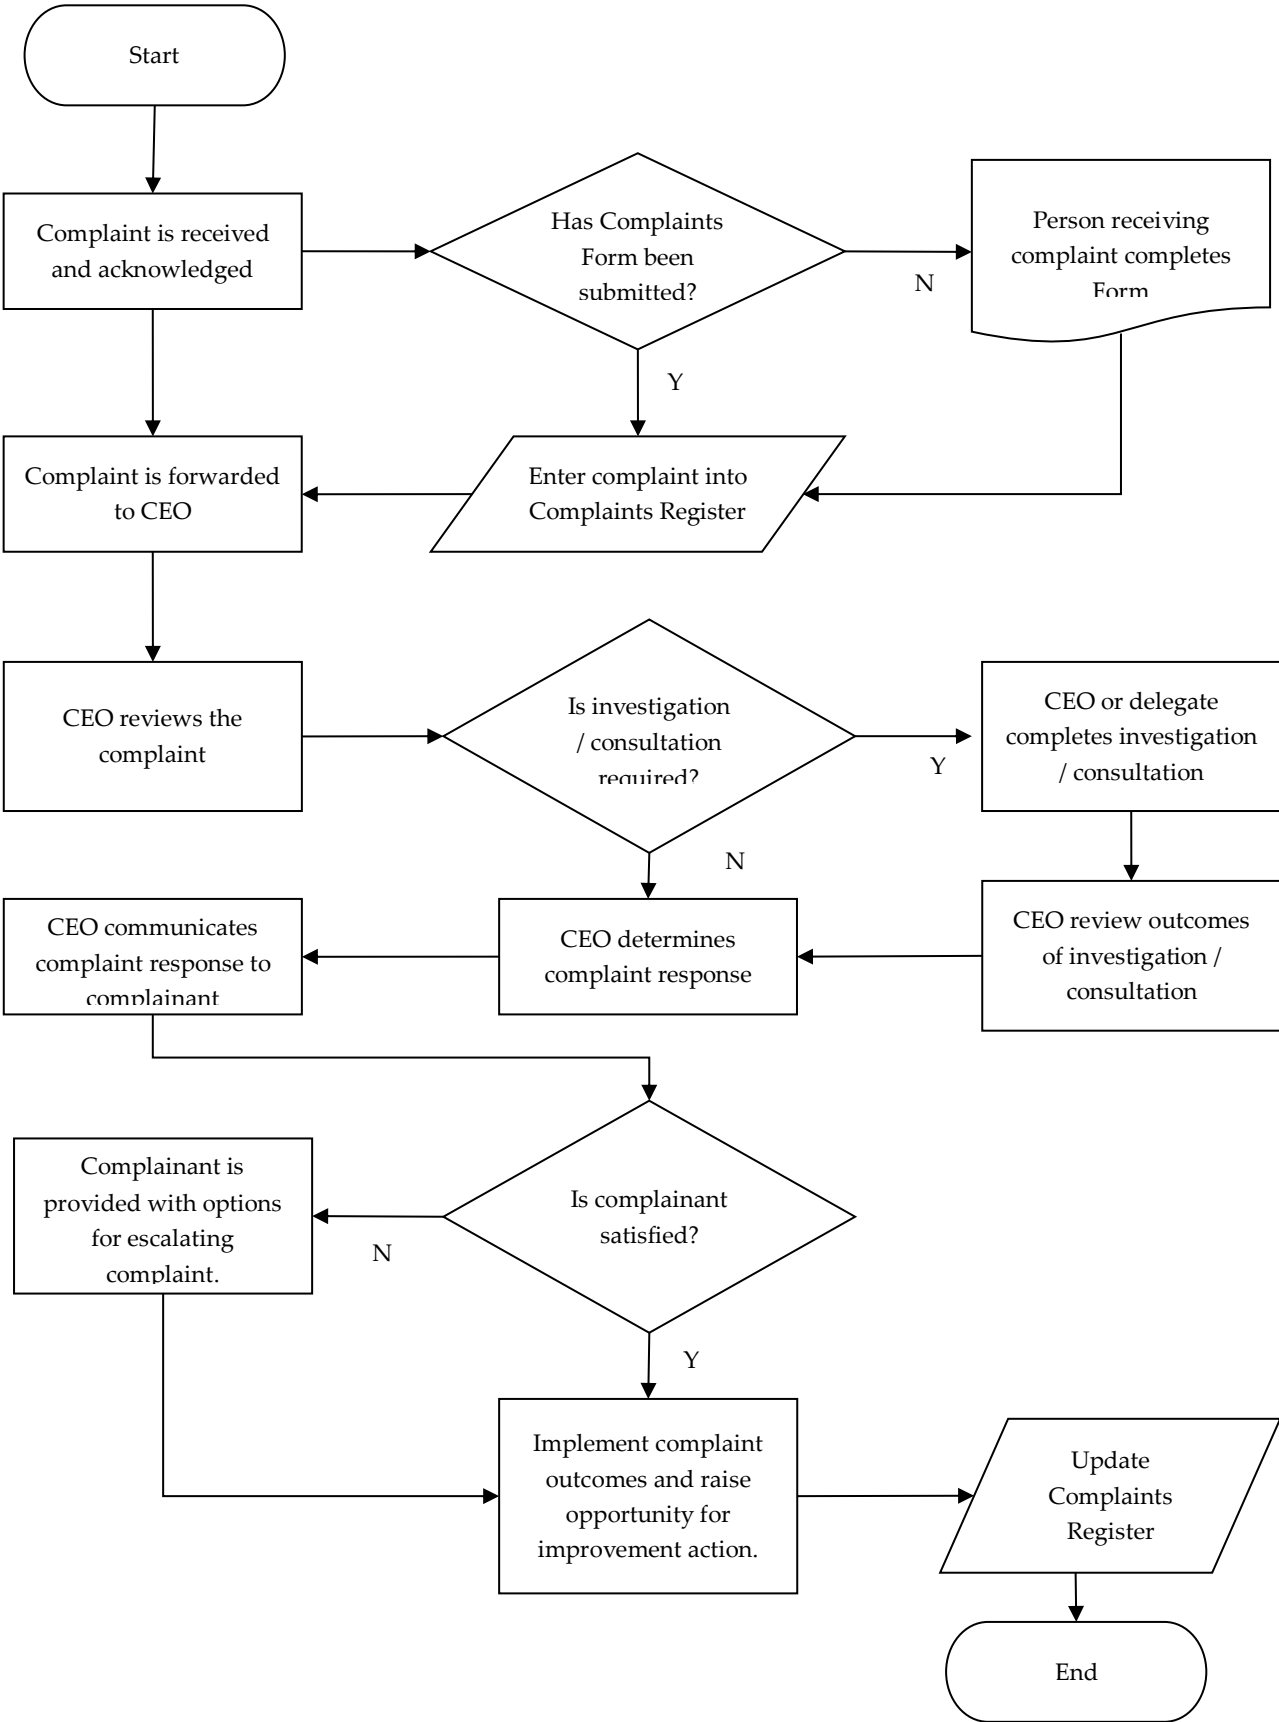 Start
Complaint is received
and acknowledged
Has Complaints
Form been
submitted?
N
Person receiving
complaint completes
Form
Y
Complaint is forwarded
to CEO
Enter complaint into
Complaints Register
CEO reviews the
complaint
Is investigation
/ consultation
required?
Y
CEO or delegate
completes investigation
/ consultation
N
CEO communicates
complaint response to
complainant
CEO determines
complaint response
CEO review outcomes
of investigation /
consultation
Complainant is
provided with options
for escalating
complaint.
N
Is complainant
satisfied?
Y
Implement complaint
outcomes and raise
opportunity for
improvement action.
Update
Complaints
Register
End